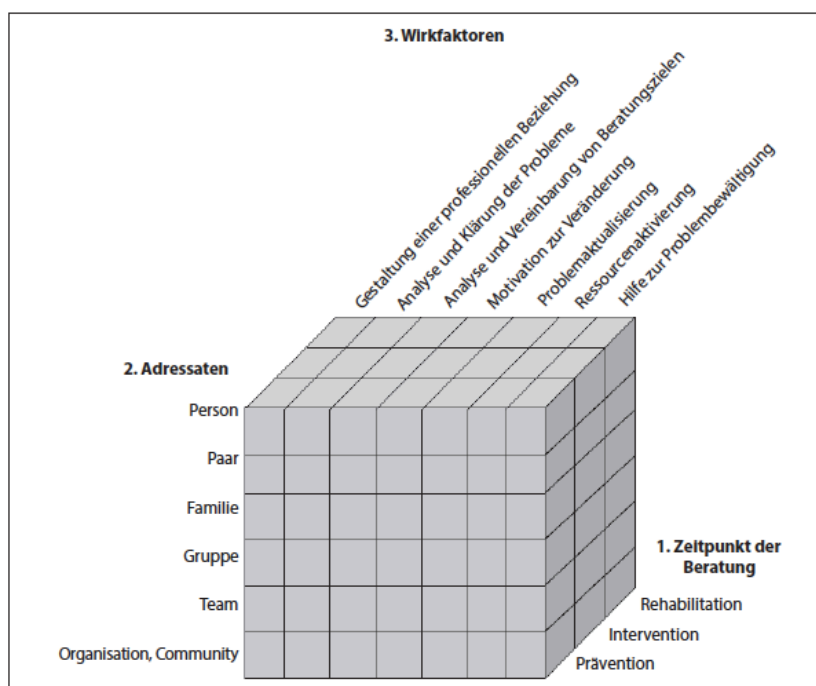 3. Wirkfaktoren
Gestaltung einer professionellen Beziehung
Analyse und Klärung der Probleme
Analyse und Vereinbarung von Beratungszielen
Motivation zur Veränderung
Problemaktualisierung
Ressourcenaktivierung
Hilfe zur Problembewältigung
2. Adressaten
Person
Paar
Familie
Gruppe
Team
Organisation, Community
1. Zeitpunkt der
Beratung
Rehabilitation
Intervention
Prävention